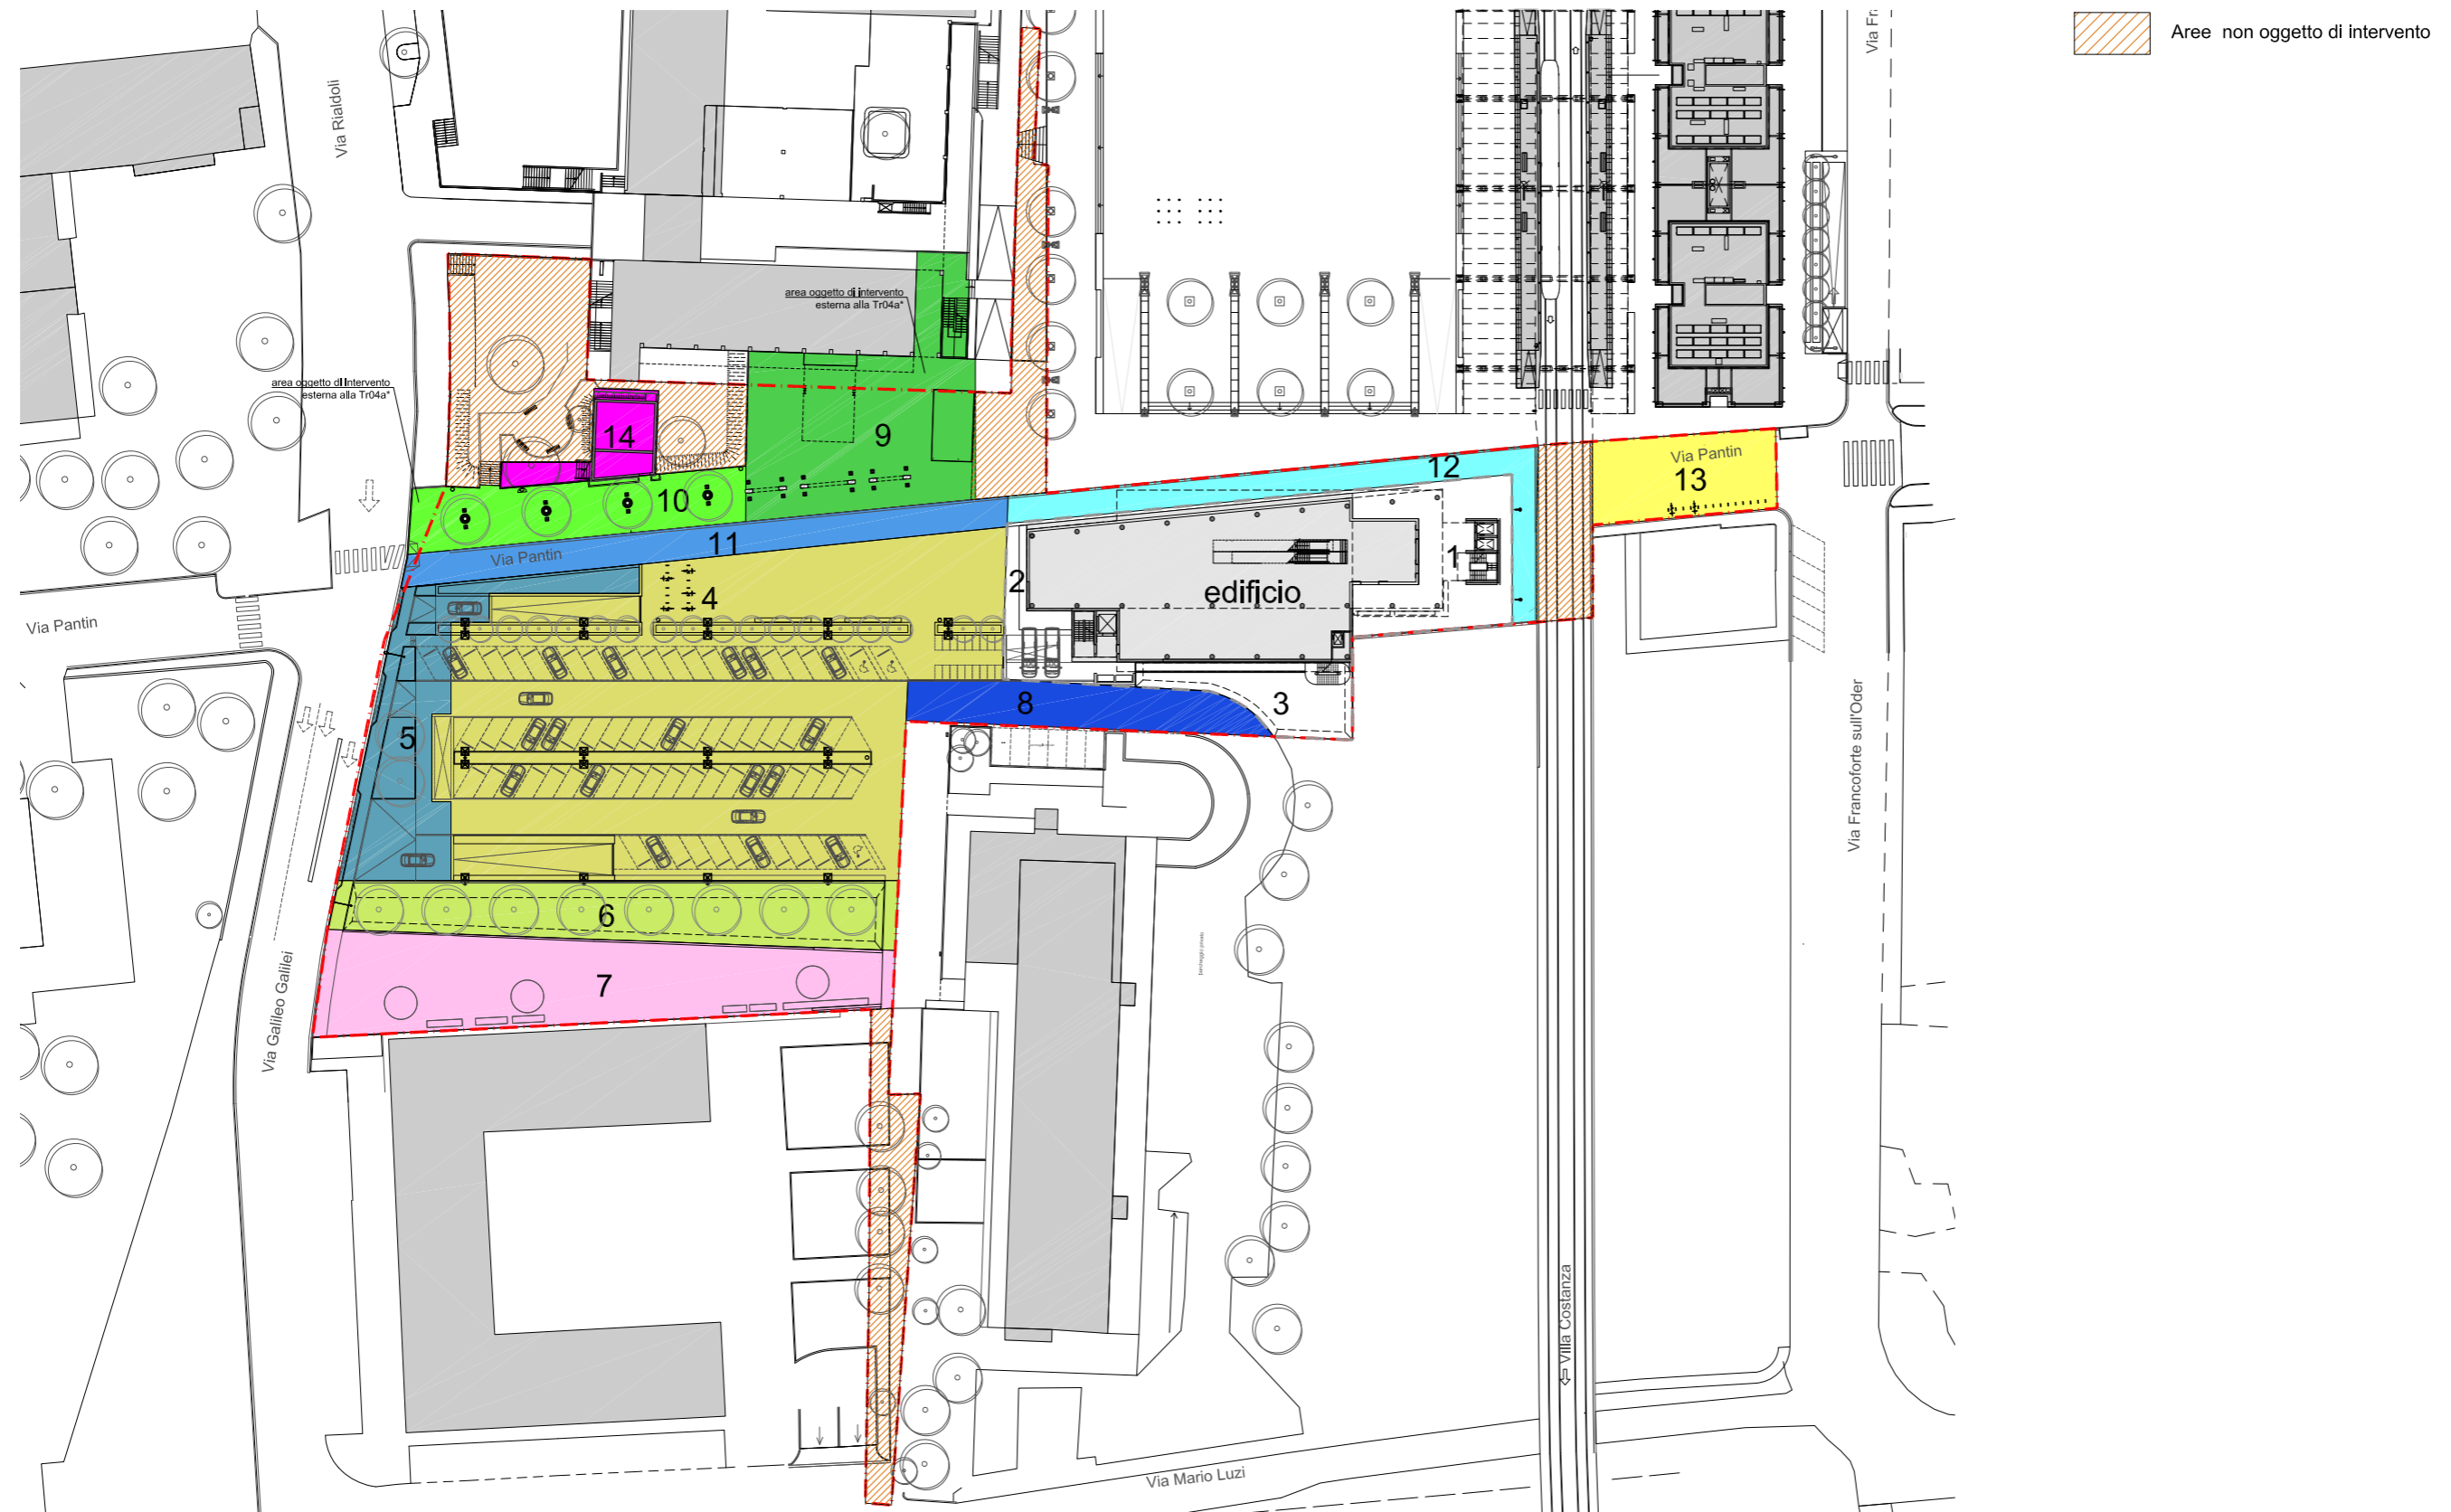 Aree non oggetto di intervento
Via Rialdoli
Via Fr
area oggetto di intervento
esterna alla Tr04a*
area oggetto di intervento
esterna alla Tr04a*
14
9
12
Via Pantin
13
10
11
Via Pantin
2
1
edificio
4
Via Pantin
8
3
5
6
7
Via Galileo Galilei
Via Francoforte sull'Oder
Villa Costanza
Via Mario Luzi